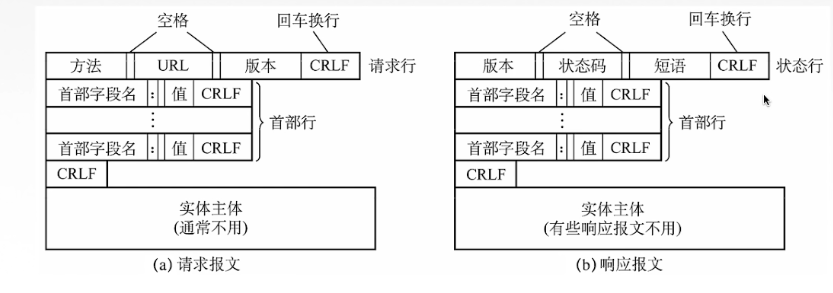 空格 回车换行
方法 URL 版本 CRLF 请求行
首部字段名 : 值 CRLF
⋮ 首部行
首部字段名 : 值 CRLF
CRLF
实体主体
(通常不用)
(a) 请求报文
空格 回车换行
版本 状态码 短语 CRLF 状态行
首部字段名 : 值 CRLF
⋮ 首部行
首部字段名 : 值 CRLF
CRLF
实体主体
(有些响应报文不用)
(b) 响应报文